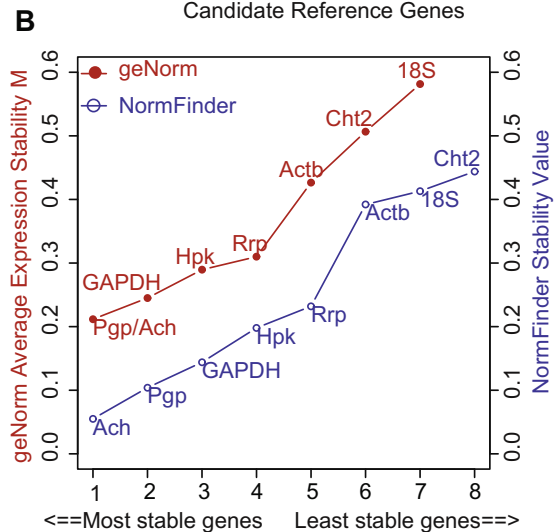 Candidate Reference Genes
B
geNorm
NormFinder
geNorm Average Expression Stability M
0.0
0.1
0.2
0.3
0.4
0.5
0.6
Pgp/Ach
GAPDH
Hpk
Rrp
Actb
Cht2
18S
Ach
Pgp
GAPDH
Hpk
Rrp
Actb
18S
Cht2
0.0
0.1
0.2
0.3
0.4
0.5
0.6
NormFinder Stability Value
1 2 3 4 5 6 7 8
<==Most stable genes Least stable genes==>